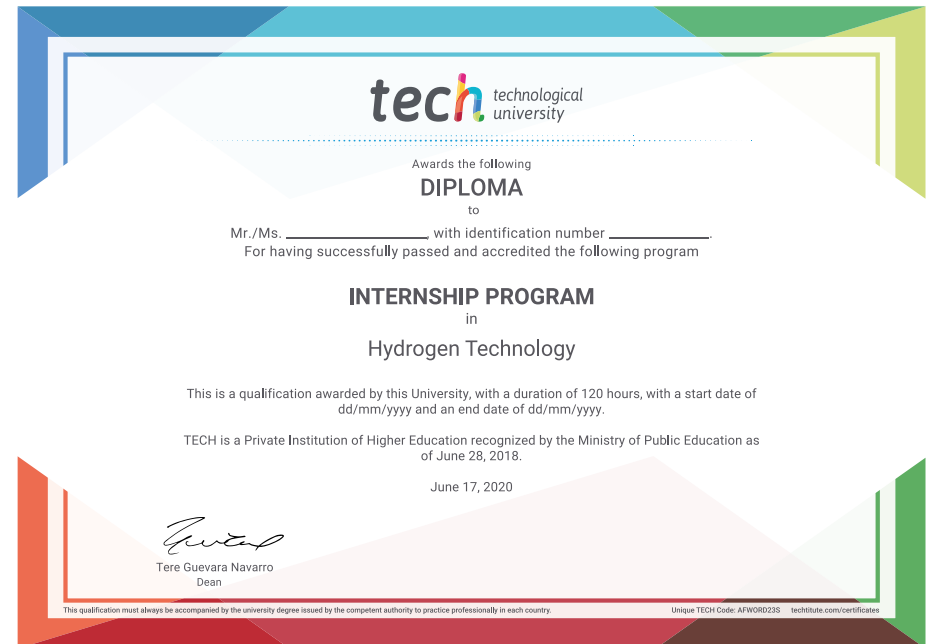 tech technological
university
Awards the following
DIPLOMA
to
Mr./Ms. ____________________, with identification number ______________.
For having successfully passed and accredited the following program
INTERNSHIP PROGRAM
in
Hydrogen Technology
This is a qualification awarded by this University, with a duration of 120 hours, with a start date of
dd/mm/yyyy and an end date of dd/mm/yyyy.
TECH is a Private Institution of Higher Education recognized by the Ministry of Public Education as
of June 28, 2018.
June 17, 2020
Tere Guevara Navarro
Dean
This qualification must always be accompanied by the university degree issued by the competent authority to practice professionally in each country.
Unique TECH Code: AFWORD23S techtitute.com/certificates